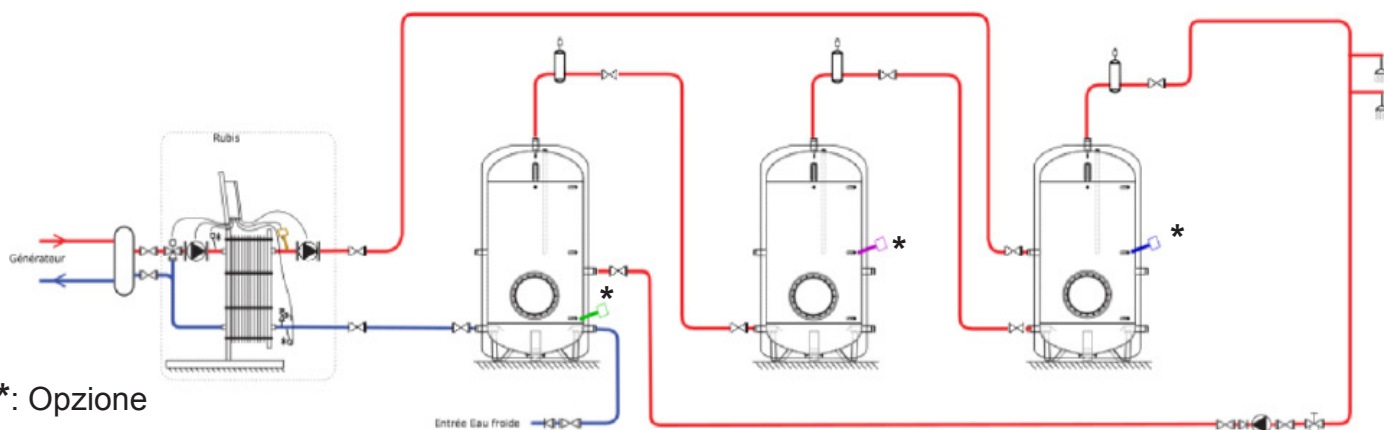 Rubis
Générateur
*
*
*
*: Opzione
Entrée Eau froide